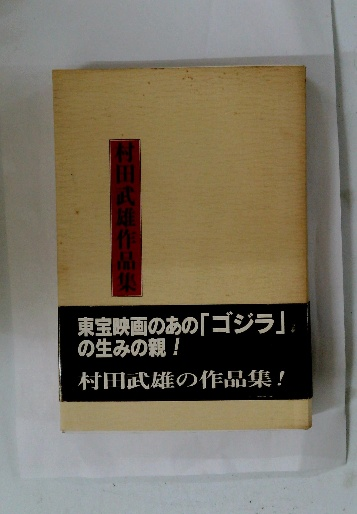 村田武雄作品集
東宝映画のあの「ゴジラ」
の生みの親！
村田武雄の作品集！